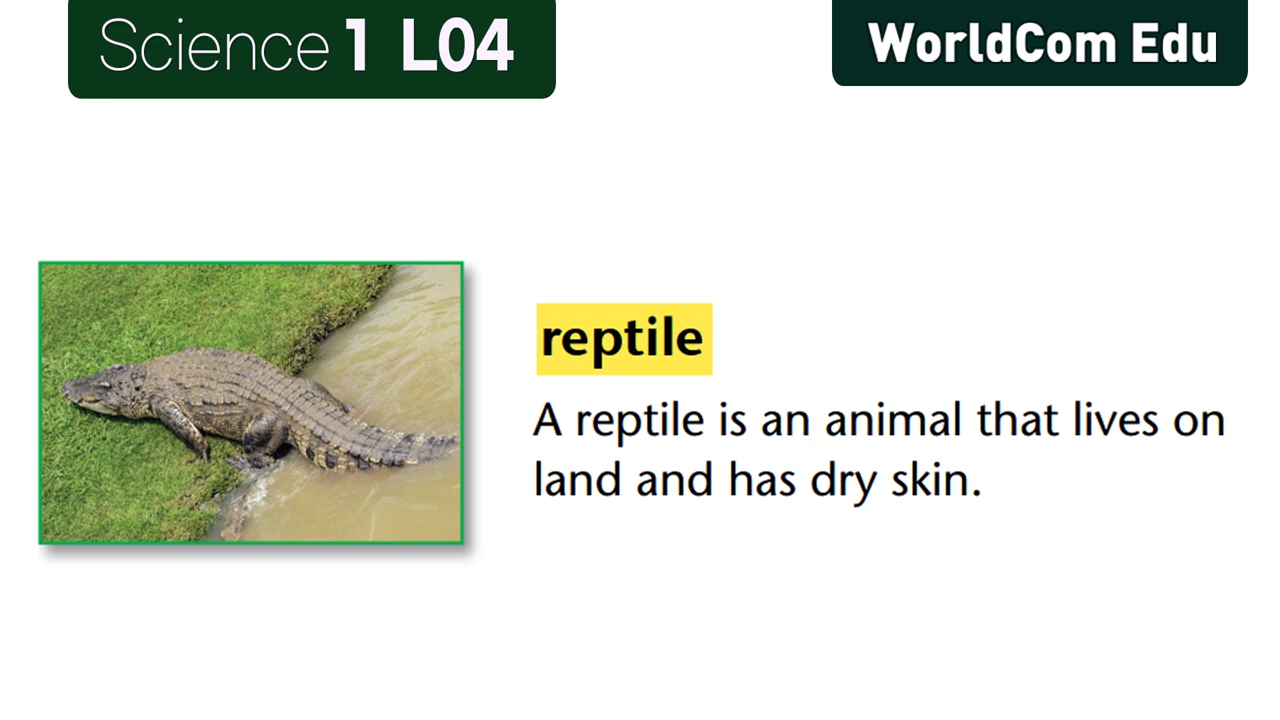 Science 1 L04
WorldCom Edu
reptile
A reptile is an animal that lives on
land and has dry skin.